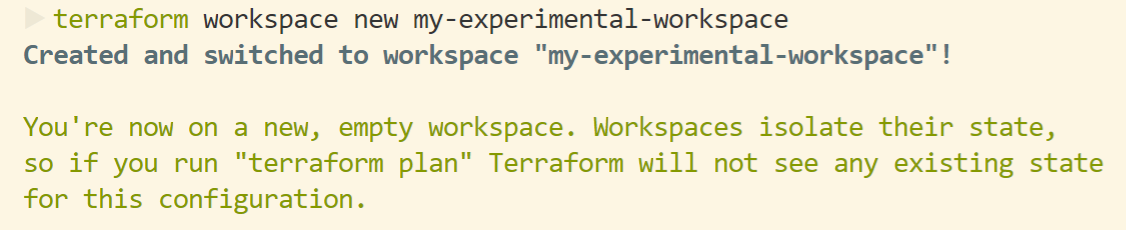 terraform workspace new my-experimental-workspace
Created and switched to workspace "my-experimental-workspace"!
You're now on a new, empty workspace. Workspaces isolate their state,
so if you run "terraform plan" Terraform will not see any existing state
for this configuration.